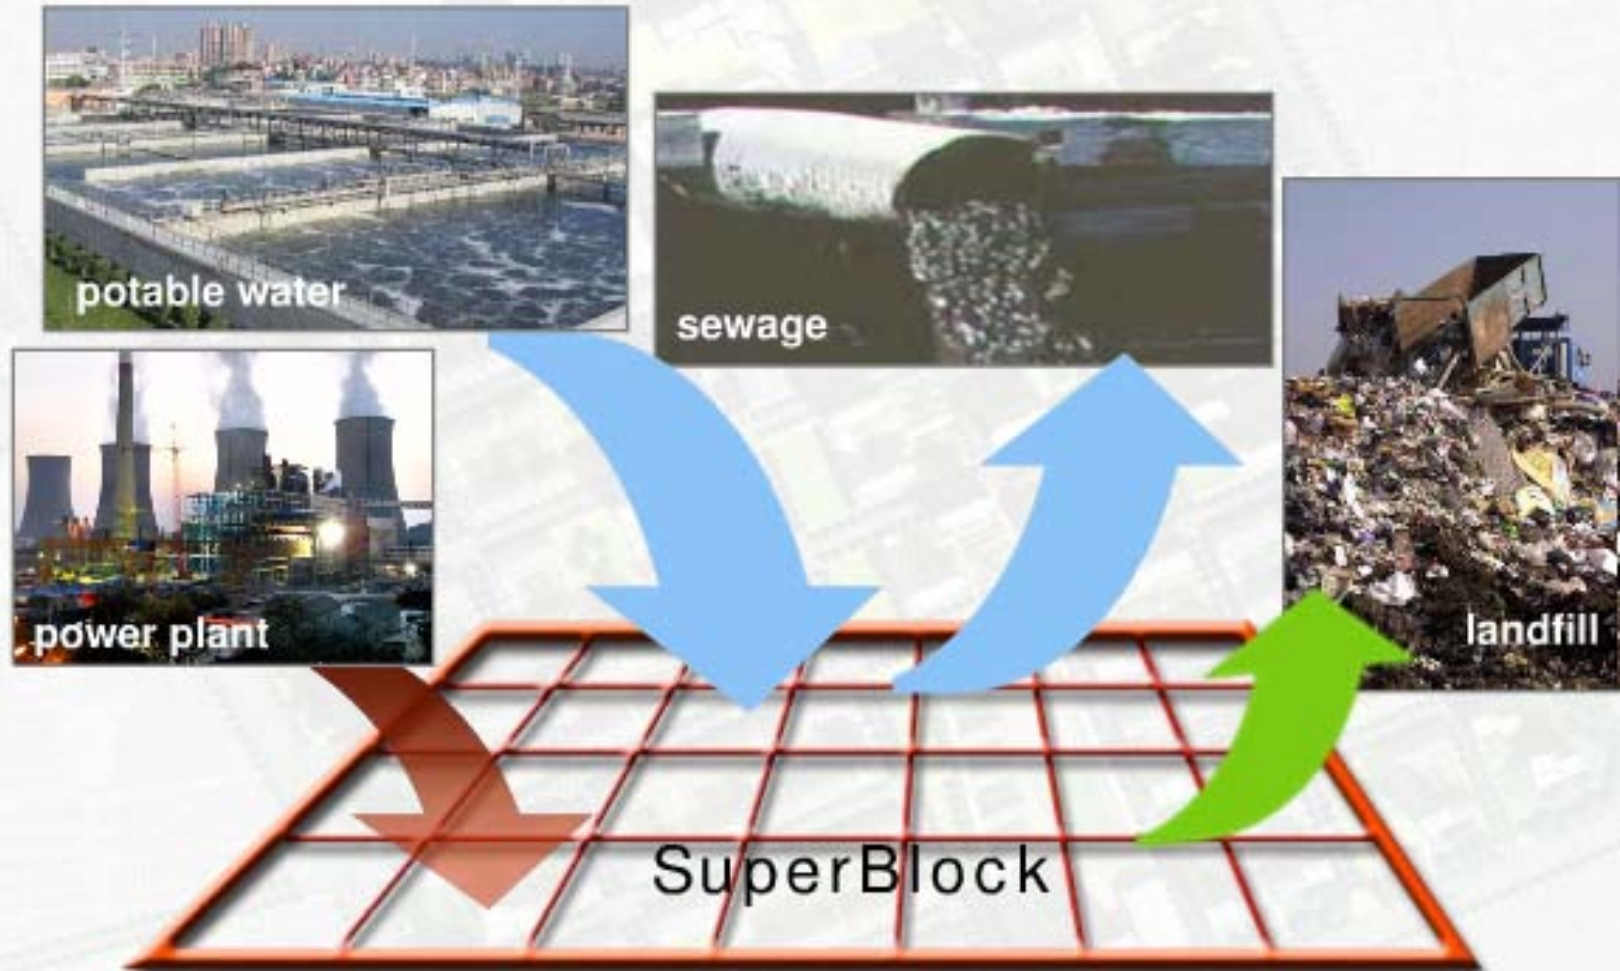 potable water
sewage
power plant
landfill
SuperBlock